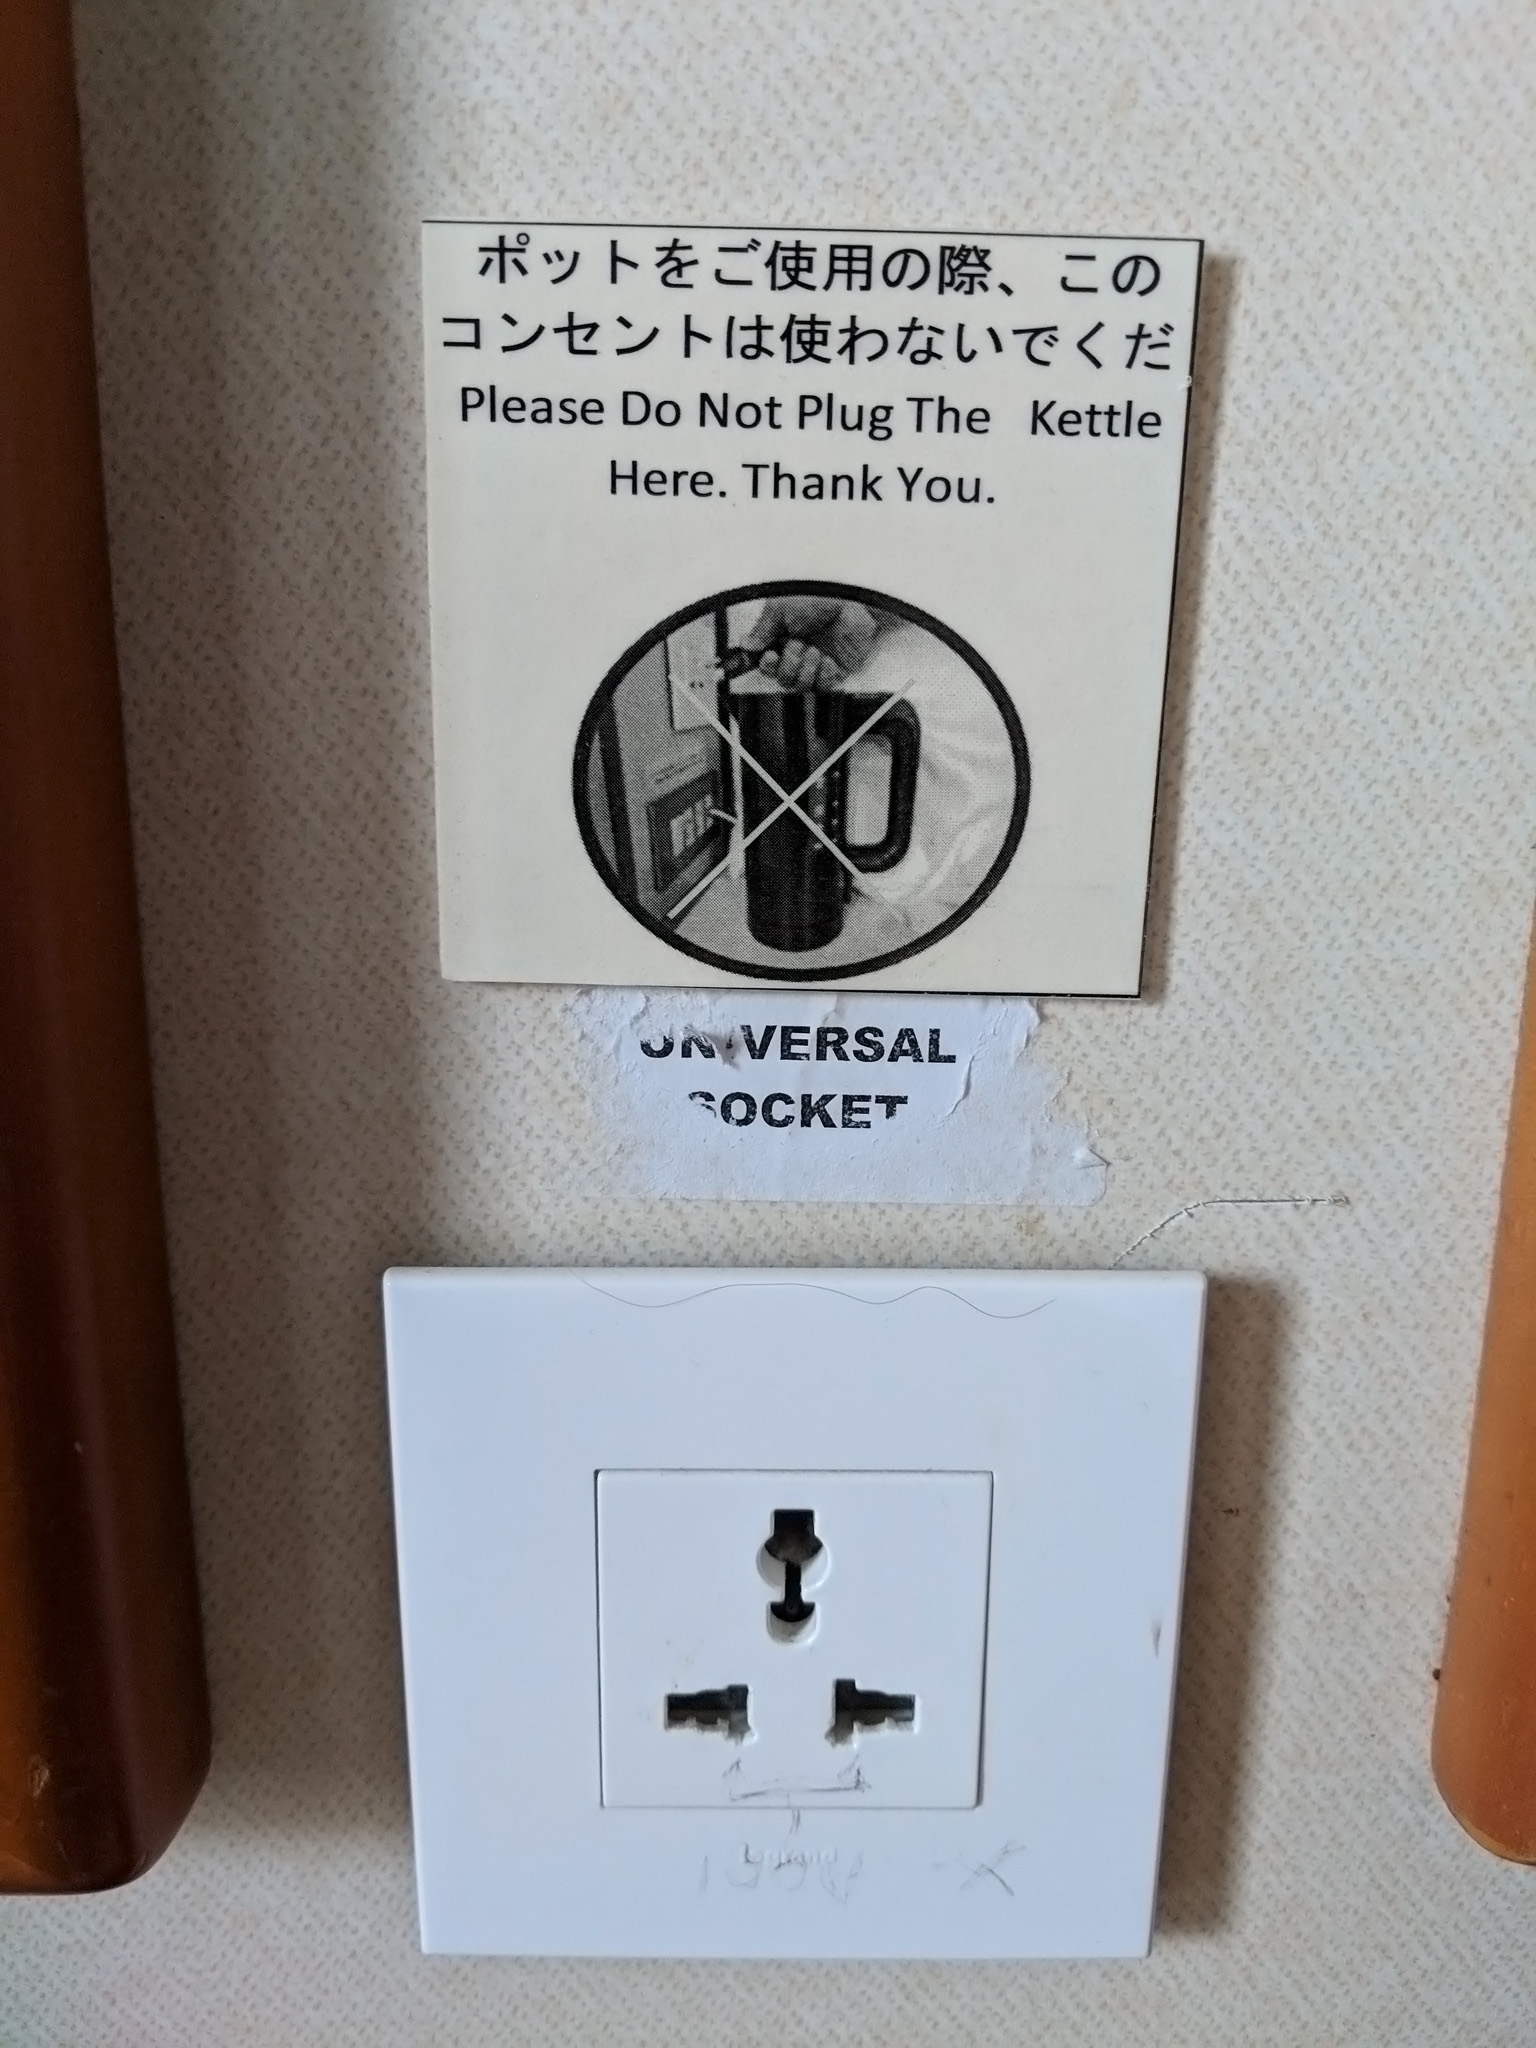 ポットをご使用の際、この
コンセントは使わないでくだ
Please Do Not Plug The Kettle
Here. Thank You.
UNIVERSAL
SOCKET